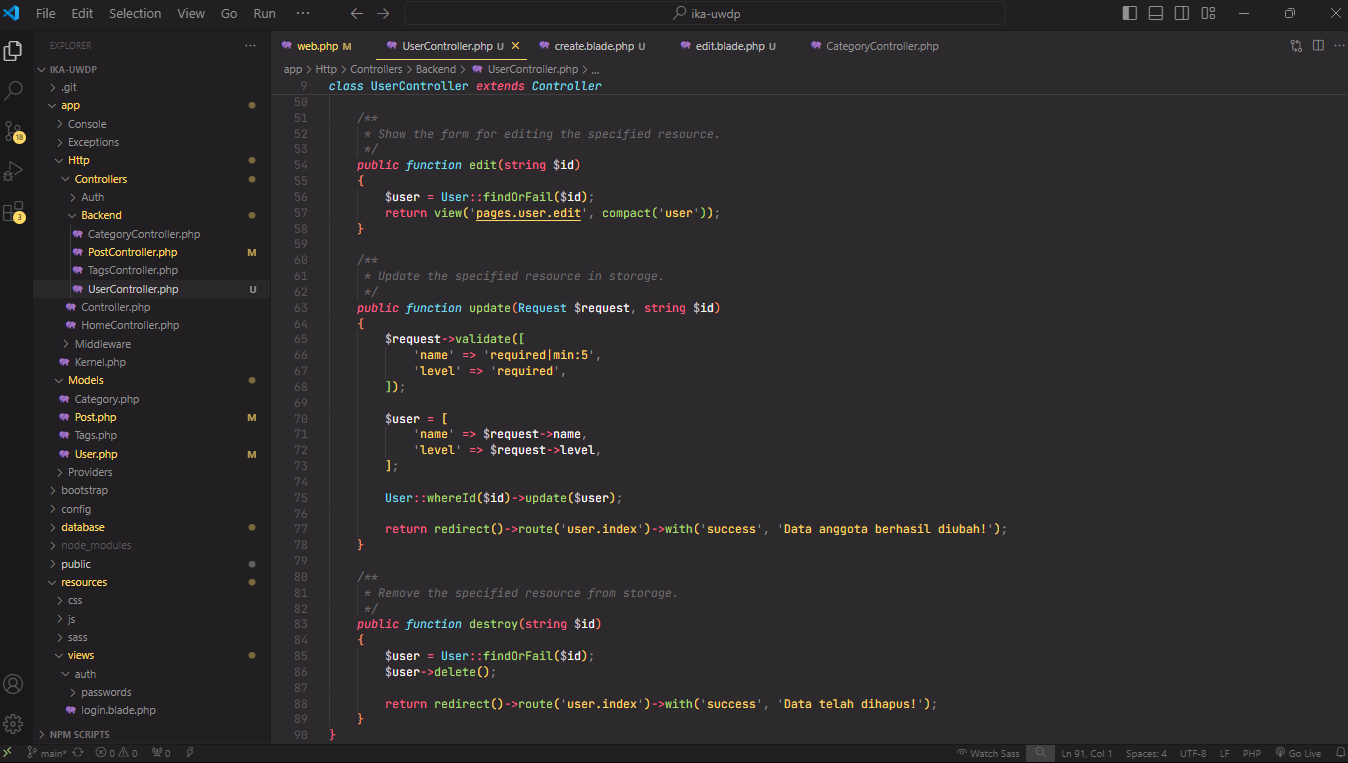 File Edit Selection View Go Run ··· ika-uwdp
EXPLORER ···
IKA-UWDP
.git
app
Console
Exceptions
Http
Controllers
Auth
Backend
CategoryController.php
PostController.php M
TagsController.php
UserController.php U
Controller.php
HomeController.php
Middleware
Kernel.php
Models
Category.php
Post.php M
Tags.php
User.php M
Providers
bootstrap
config
database
node_modules
public
resources
css
js
sass
views
auth
passwords
login.blade.php
NPM SCRIPTS
18
3
web.php M UserController.php U create.blade.php U edit.blade.php U CategoryController.php ···
app > Http > Controllers > Backend > UserController.php > ...
9 class UserController extends Controller
50
51 /**
52 * Show the form for editing the specified resource.
53 */
54 public function edit(string $id)
55 {
56 $user = User::findOrFail($id);
57 return view('pages.user.edit', compact('user'));
58 }
59
60 /**
61 * Update the specified resource in storage.
62 */
63 public function update(Request $request, string $id)
64 {
65 $request->validate([
66 'name' => 'required|min:5',
67 'level' => 'required',
68 ]);
69
70 $user = [
71 'name' => $request->name,
72 'level' => $request->level,
73 ];
74
75 User::whereId($id)->update($user);
76
77 return redirect()->route('user.index')->with('success', 'Data anggota berhasil diubah!');
78 }
79
80 /**
81 * Remove the specified resource from storage.
82 */
83 public function destroy(string $id)
84 {
85 $user = User::findOrFail($id);
86 $user->delete();
87
88 return redirect()->route('user.index')->with('success', 'Data telah dihapus!');
89 }
90 }
main* 0 0 0 Watch Sass Ln 91, Col 1 Spaces: 4 UTF-8 LF PHP Go Live